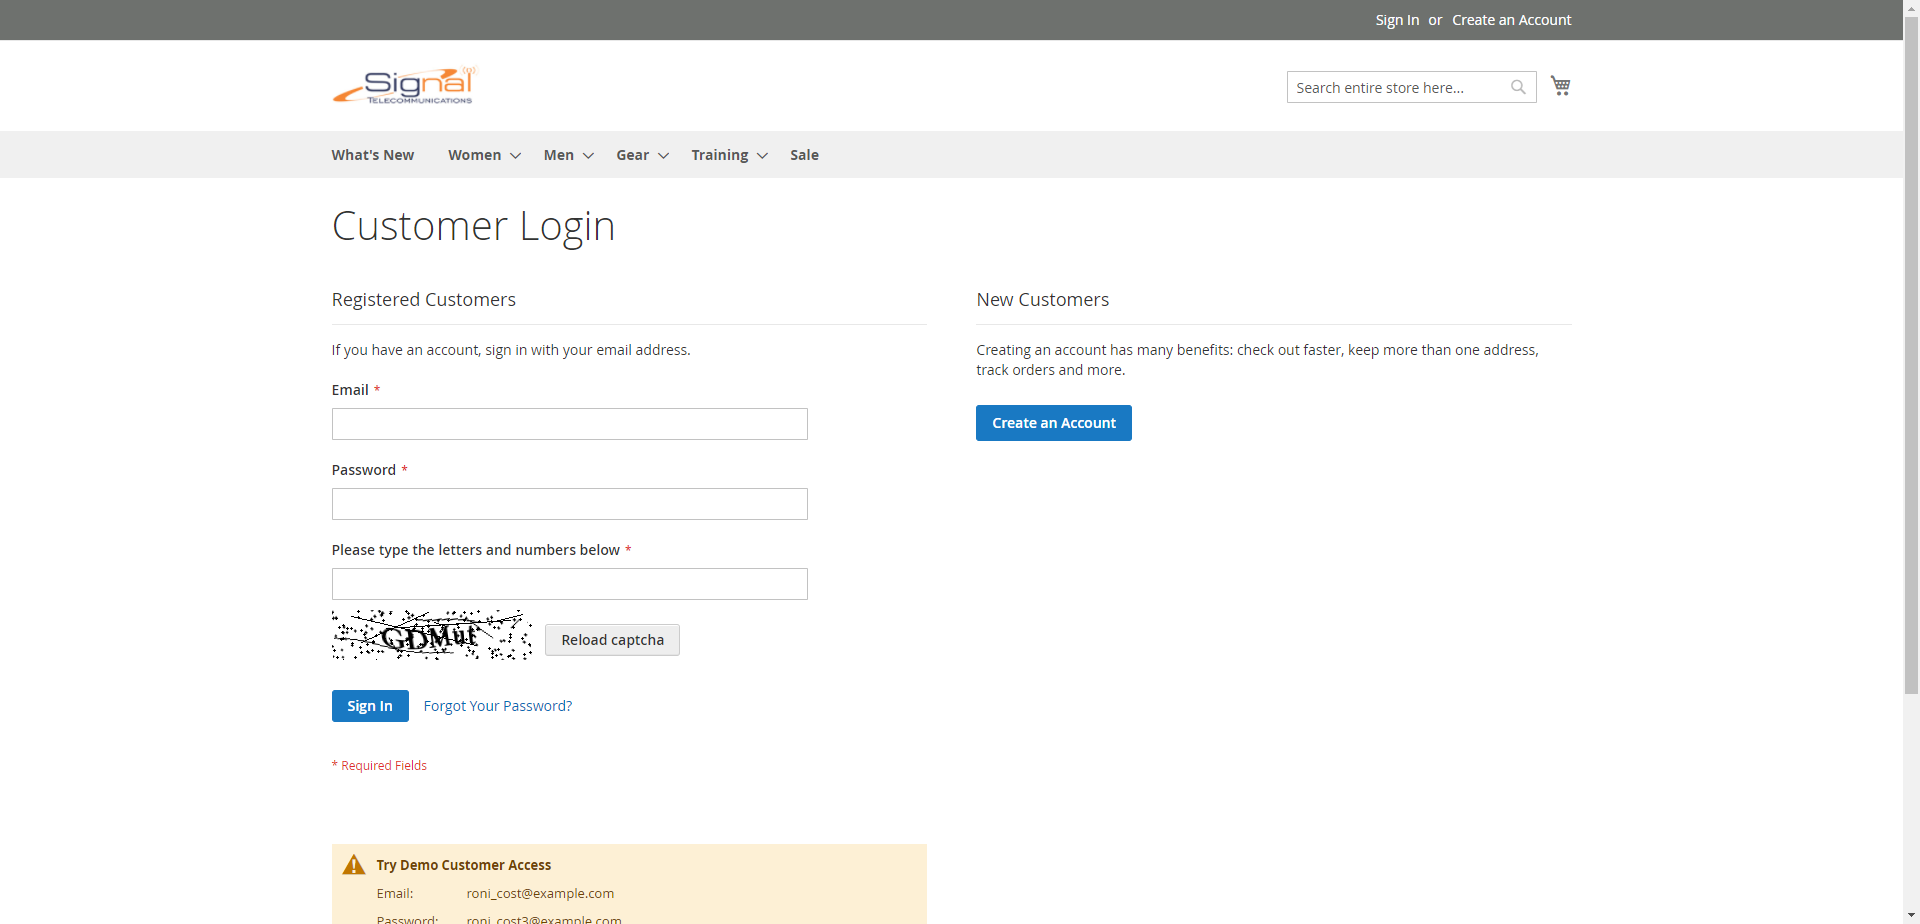 Sign In or Create an Account
Signal
TELECOMMUNICATIONS
Search entire store here...
What's New Women Men Gear Training Sale
Customer Login
Registered Customers
If you have an account, sign in with your email address.
Email *
Password *
Please type the letters and numbers below *
GDMut
Reload captcha
Sign In Forgot Your Password?
* Required Fields
New Customers
Creating an account has many benefits: check out faster, keep more than one address,
track orders and more.
Create an Account
Try Demo Customer Access
Email: roni_cost@example.com
Password: roni_cost3@example.com